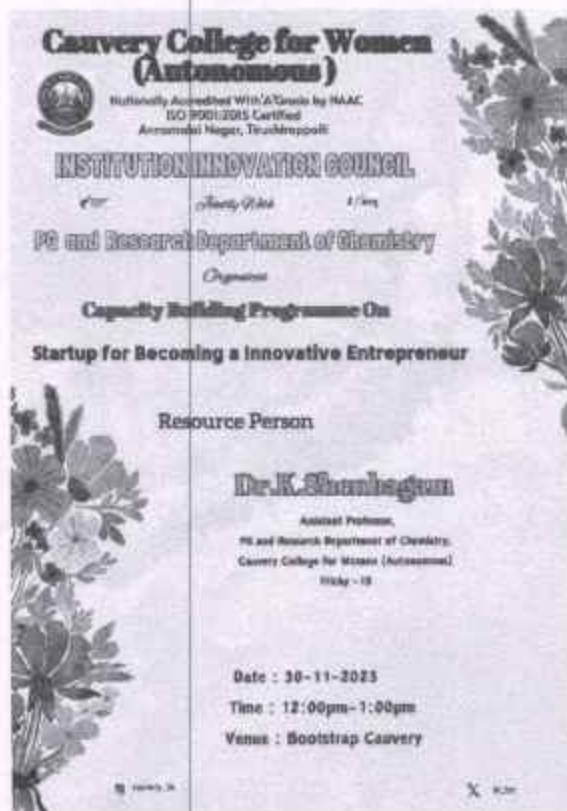 Cauvery College for Women
(Autonomous)
Nationally Accredited With 'A' Grade by NAAC
ISO 9001:2015 Certified
Annamalai Nagar, Tiruchirappalli
INSTITUTION INNOVATION COUNCIL
Jointly With
PG and Research Department of Chemistry
Organizes
Capacity Building Programme On
Startup for Becoming a Innovative Entrepreneur
Resource Person
Dr.K.Shenbagam
Assistant Professor,
PG and Research Department of Chemistry,
Cauvery College for Women (Autonomous)
Trichy - 18
Date : 30-11-2023
Time : 12:00pm-1:00pm
Venue : Bootstrap Cauvery